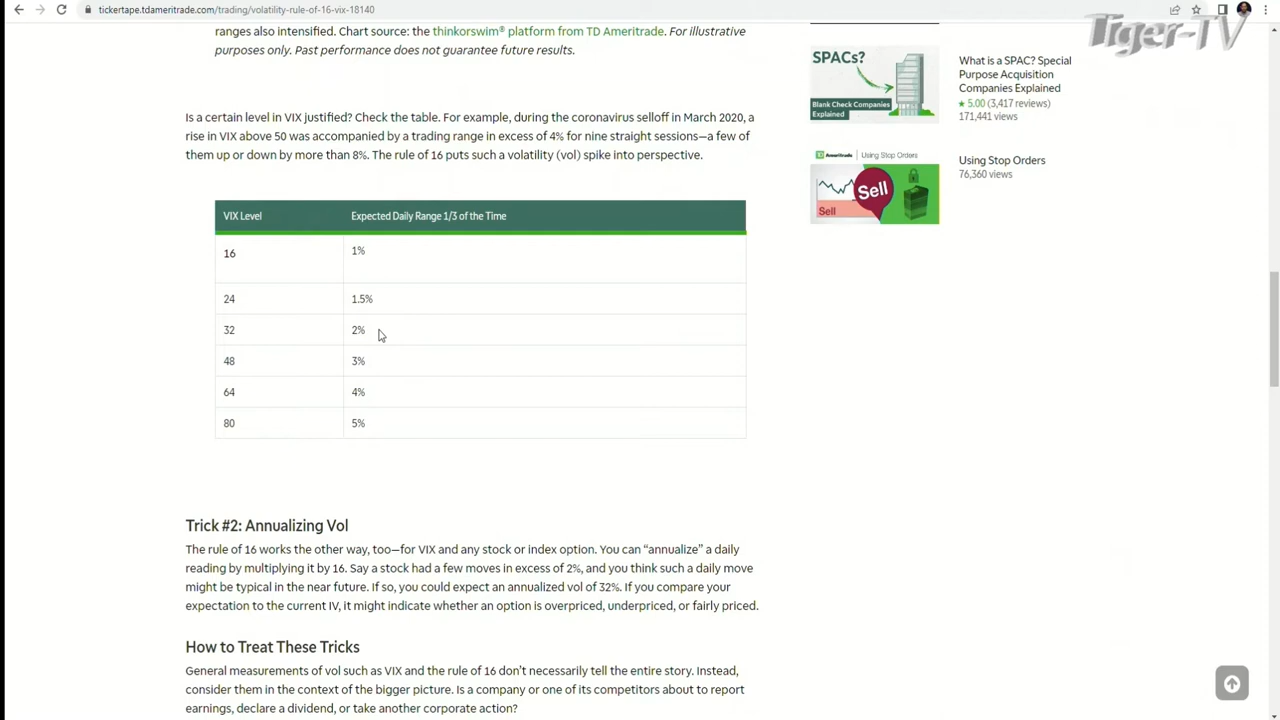 tickertape.tdameritrade.com/trading/volatility-rule-of-16-vix-18140
Tiger-TV
ranges also intensified. Chart source: the thinkorswim® platform from TD Ameritrade. For illustrative
purposes only. Past performance does not guarantee future results.
Is a certain level in VIX justified? Check the table. For example, during the coronavirus selloff in March 2020, a
rise in VIX above 50 was accompanied by a trading range in excess of 4% for nine straight sessions—a few of
them up or down by more than 8%. The rule of 16 puts such a volatility (vol) spike into perspective.
VIX Level Expected Daily Range 1/3 of the Time
16 1%
24 1.5%
32 2%
48 3%
64 4%
80 5%
Trick #2: Annualizing Vol
The rule of 16 works the other way, too—for VIX and any stock or index option. You can “annualize” a daily
reading by multiplying it by 16. Say a stock had a few moves in excess of 2%, and you think such a daily move
might be typical in the near future. If so, you could expect an annualized vol of 32%. If you compare your
expectation to the current IV, it might indicate whether an option is overpriced, underpriced, or fairly priced.
How to Treat These Tricks
General measurements of vol such as VIX and the rule of 16 don’t necessarily tell the entire story. Instead,
consider them in the context of the bigger picture. Is a company or one of its competitors about to report
earnings, declare a dividend, or take another corporate action?
SPACs?
Blank Check Companies
Explained
What is a SPAC? Special
Purpose Acquisition
Companies Explained
★ 5.00 (3,417 reviews)
171,441 views
TD Ameritrade | Using Stop Orders
Sell
Sell
Using Stop Orders
76,360 views